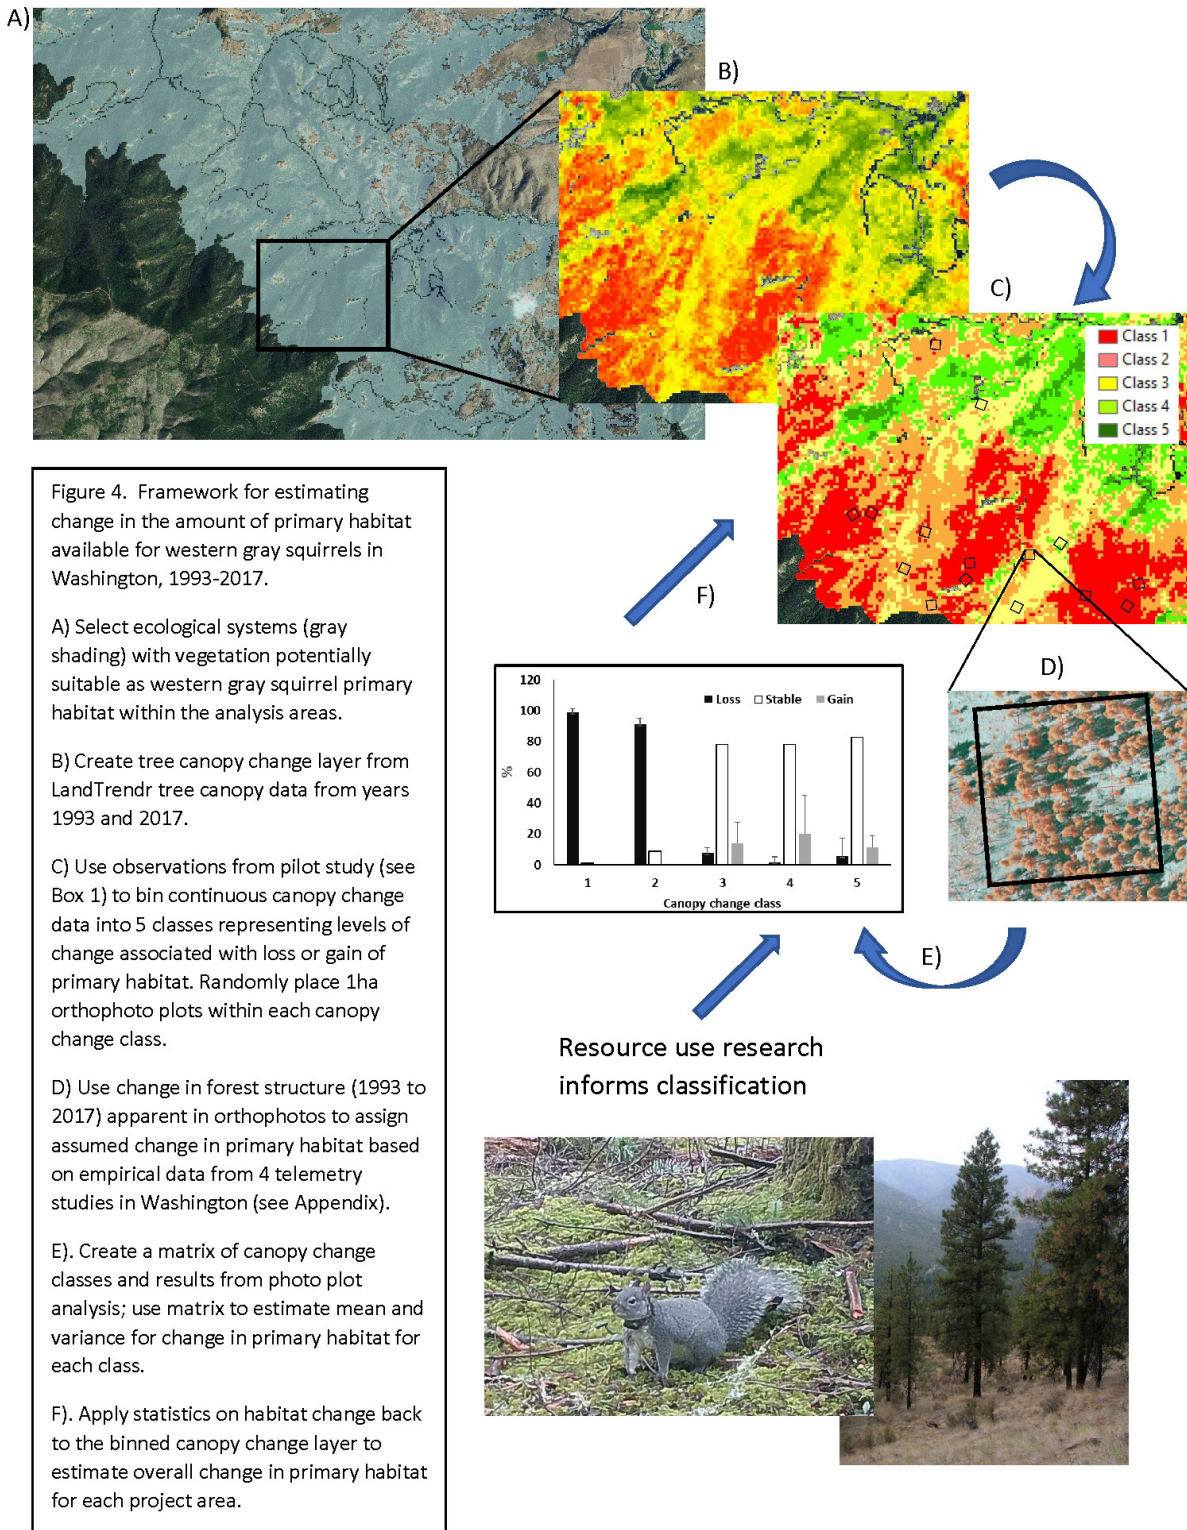 A)
B)
C)
Class 1
Class 2
Class 3
Class 4
Class 5
Figure 4.  Framework for estimating
change in the amount of primary habitat
available for western gray squirrels in
Washington, 1993-2017.
A) Select ecological systems (gray
shading) with vegetation potentially
suitable as western gray squirrel primary
habitat within the analysis areas.
B) Create tree canopy change layer from
LandTrendr tree canopy data from years
1993 and 2017.
C) Use observations from pilot study (see
Box 1) to bin continuous canopy change
data into 5 classes representing levels of
change associated with loss or gain of
primary habitat. Randomly place 1ha
orthophoto plots within each canopy
change class.
D) Use change in forest structure (1993 to
2017) apparent in orthophotos to assign
assumed change in primary habitat based
on empirical data from 4 telemetry
studies in Washington (see Appendix).
E). Create a matrix of canopy change
classes and results from photo plot
analysis; use matrix to estimate mean and
variance for change in primary habitat for
each class.
F). Apply statistics on habitat change back
to the binned canopy change layer to
estimate overall change in primary habitat
for each project area.
F)
D)
120
100
80
60
40
20
0
%
Loss Stable Gain
1 2 3 4 5
Canopy change class
E)
Resource use research
informs classification